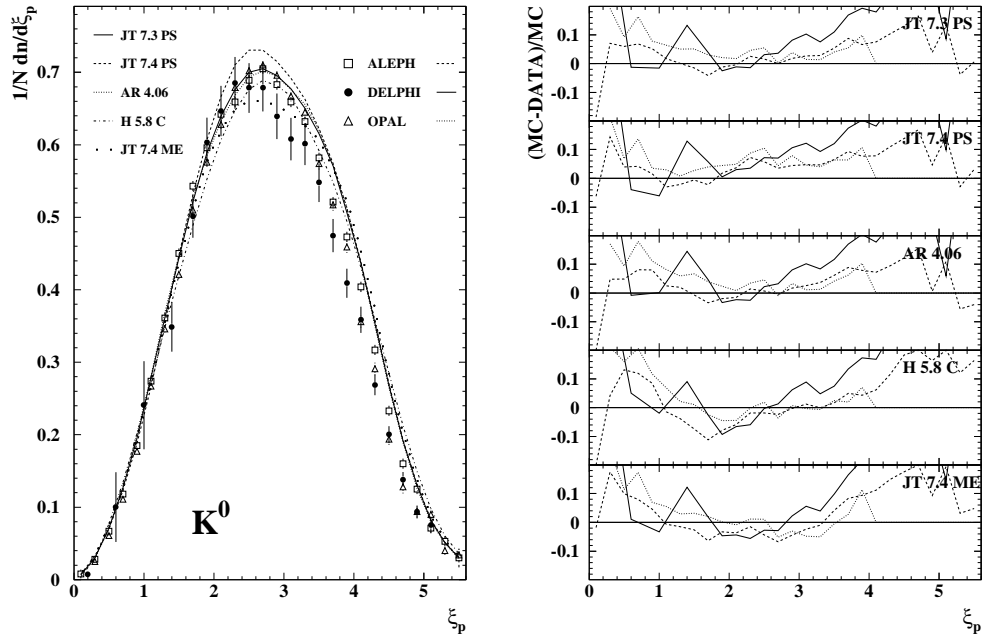 1/N dn/dξp
JT 7.3 PS
JT 7.4 PS
AR 4.06
H 5.8 C
JT 7.4 ME
ALEPH
DELPHI
OPAL
0.7
0.6
0.5
0.4
0.3
0.2
0.1
0
K0
0 1 2 3 4 5
ξp
(MC-DATA)/MC
0.1
0
-0.1
JT 7.3 PS
0.1
0
-0.1
JT 7.4 PS
0.1
0
-0.1
AR 4.06
0.1
0
-0.1
H 5.8 C
0.1
0
-0.1
JT 7.4 ME
0 1 2 3 4 5
ξp